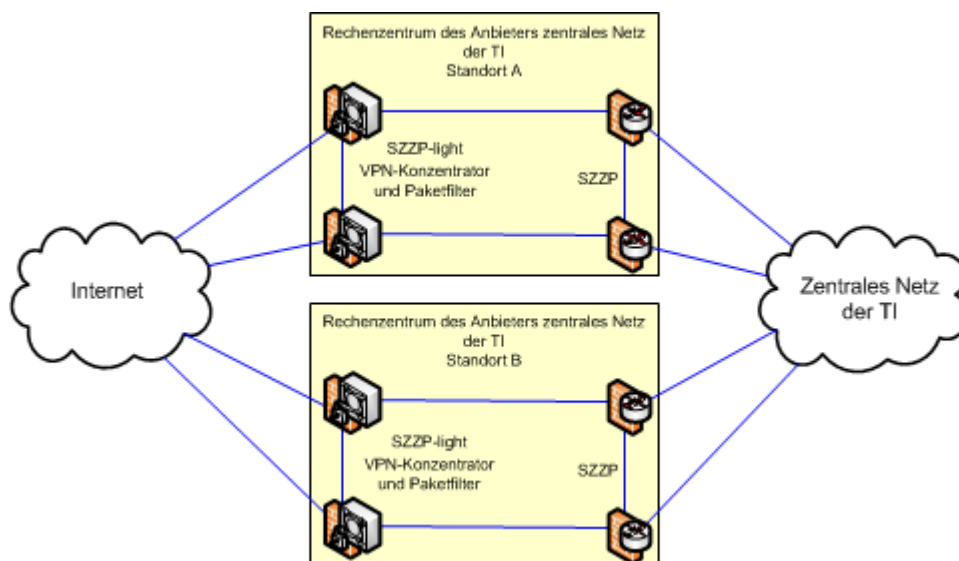 Rechenzentrum des Anbieters zentrales Netz
der TI
Standort A
SZZP-light
VPN-Konzentrator
und Paketfilter
SZZP
Internet
Zentrales Netz
der TI
Rechenzentrum des Anbieters zentrales Netz
der TI
Standort B
SZZP-light
VPN-Konzentrator
und Paketfilter
SZZP